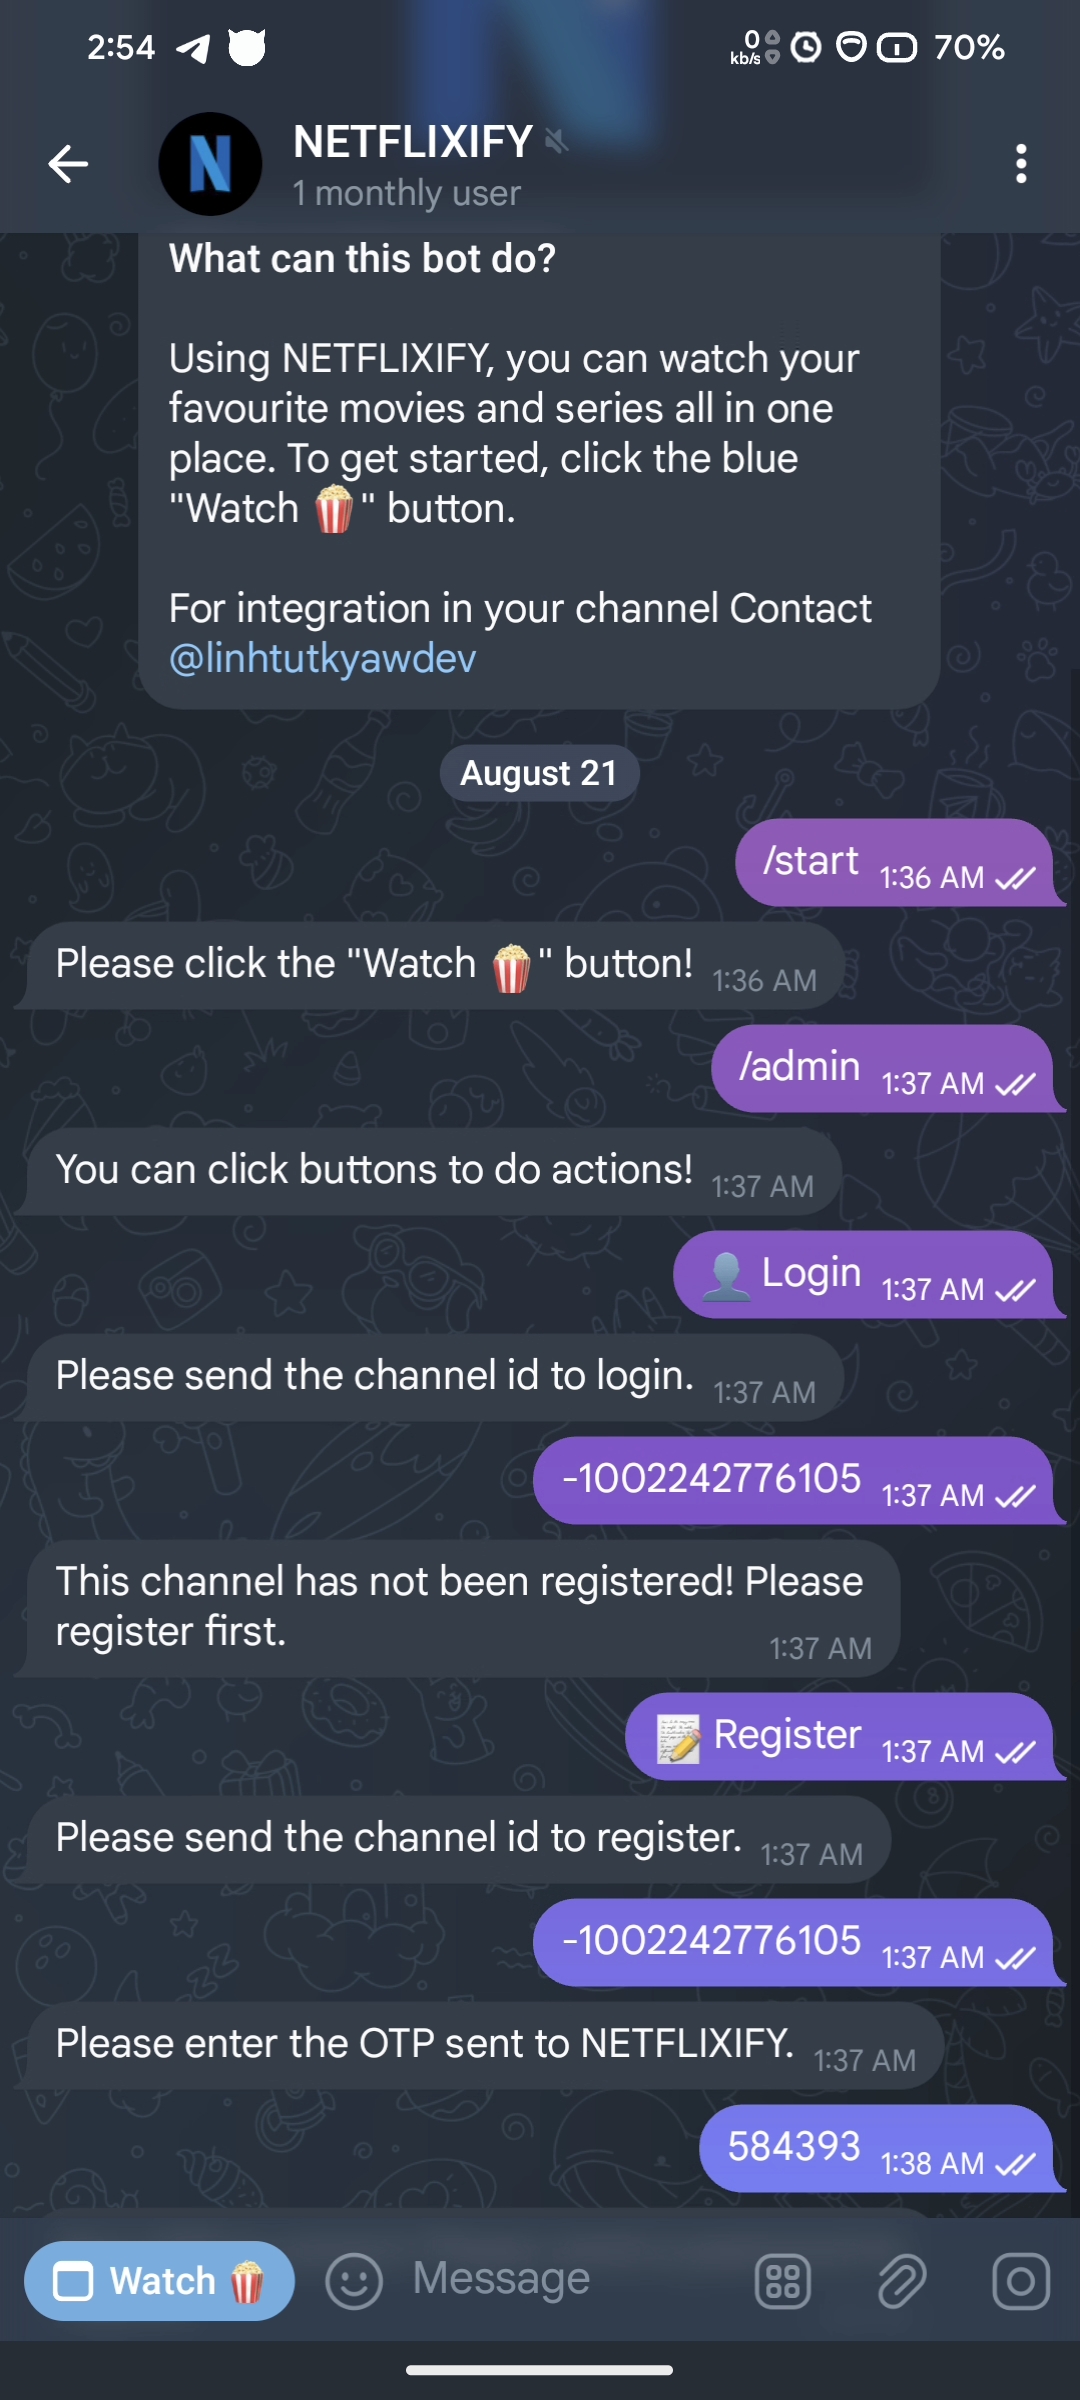 2:54
0
kb/s
70%
NETFLIXIFY
1 monthly user
What can this bot do?
Using NETFLIXIFY, you can watch your
favourite movies and series all in one
place. To get started, click the blue
"Watch 🍿" button.
For integration in your channel Contact
@linhtutkyawdev
August 21
/start 1:36 AM
Please click the "Watch 🍿" button! 1:36 AM
/admin 1:37 AM
You can click buttons to do actions! 1:37 AM
👤 Login 1:37 AM
Please send the channel id to login. 1:37 AM
-1002242776105 1:37 AM
This channel has not been registered! Please
register first. 1:37 AM
📝 Register 1:37 AM
Please send the channel id to register. 1:37 AM
-1002242776105 1:37 AM
Please enter the OTP sent to NETFLIXIFY. 1:37 AM
584393 1:38 AM
Watch 🍿
Message